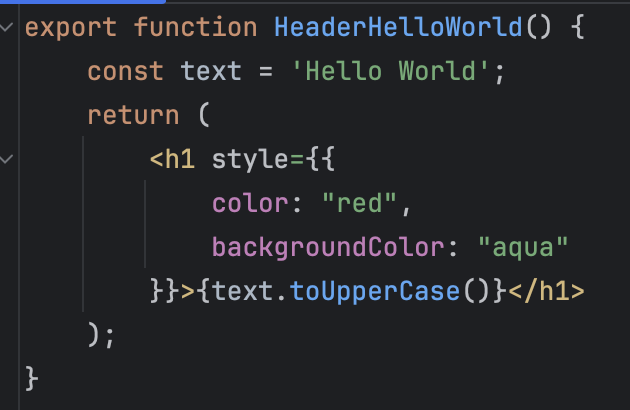 export function HeaderHelloWorld() {
    const text = 'Hello World';
    return (
        <h1 style={{
            color: "red",
            backgroundColor: "aqua"
        }}>{text.toUpperCase()}</h1>
    );
}